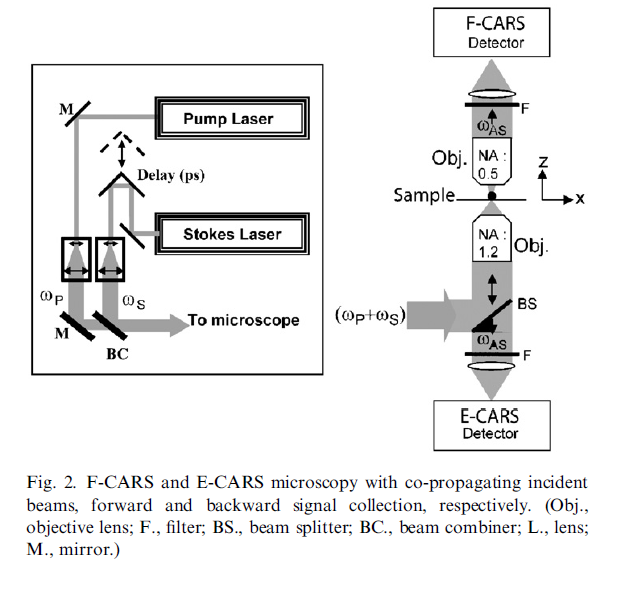 F-CARS
Detector
M
Pump Laser
F
ωAS
Obj.
NA :
0.5
Z
Delay (ps)
Sample
X
Stokes Laser
NA :
1.2
Obj.
ωP
ωS
BS
(ωP+ωS)
To microscope
M
BC
ωAS
F
E-CARS
Detector
Fig. 2. F-CARS and E-CARS microscopy with co-propagating incident
beams, forward and backward signal collection, respectively. (Obj.,
objective lens; F., filter; BS., beam splitter; BC., beam combiner; L., lens;
M., mirror.)